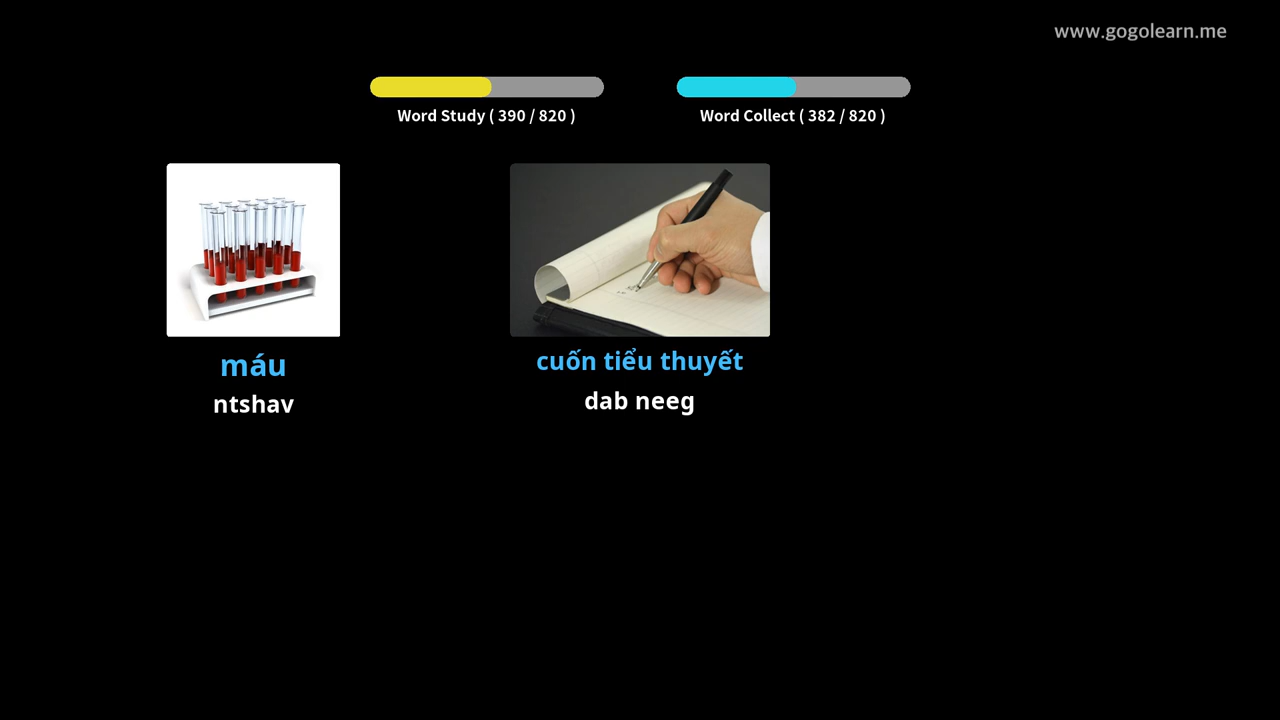 www.gogolearn.me
Word Study ( 390 / 820 )
Word Collect ( 382 / 820 )
máu
ntshav
cuốn tiểu thuyết
dab neeg